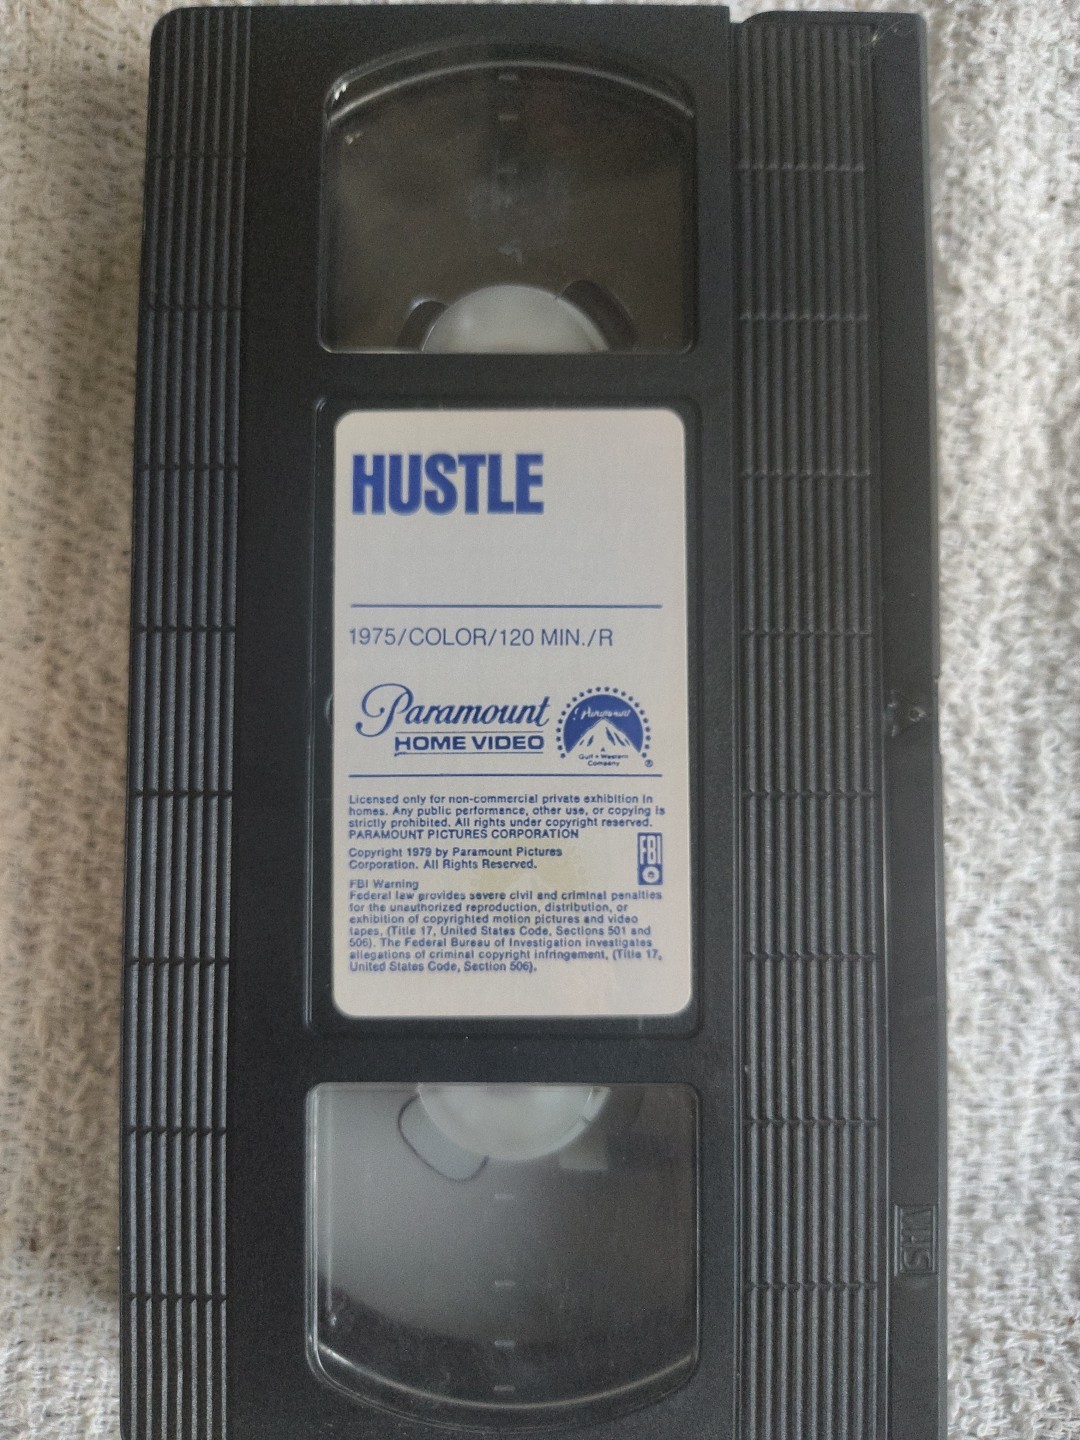 HUSTLE
1975/COLOR/120 MIN./R
Paramount
HOME VIDEO
Paramount
A
Gulf + Western
Company
®
Licensed only for non-commercial private exhibition in
homes. Any public performance, other use, or copying is
strictly prohibited. All rights under copyright reserved.
PARAMOUNT PICTURES CORPORATION
Copyright 1979 by Paramount Pictures
Corporation. All Rights Reserved.
FBI
FBI Warning
Federal law provides severe civil and criminal penalties
for the unauthorized reproduction, distribution, or
exhibition of copyrighted motion pictures and video
tapes. (Title 17, United States Code, Sections 501 and
506). The Federal Bureau of Investigation investigates
allegations of criminal copyright infringement. (Title 17,
United States Code, Section 506).
VHS